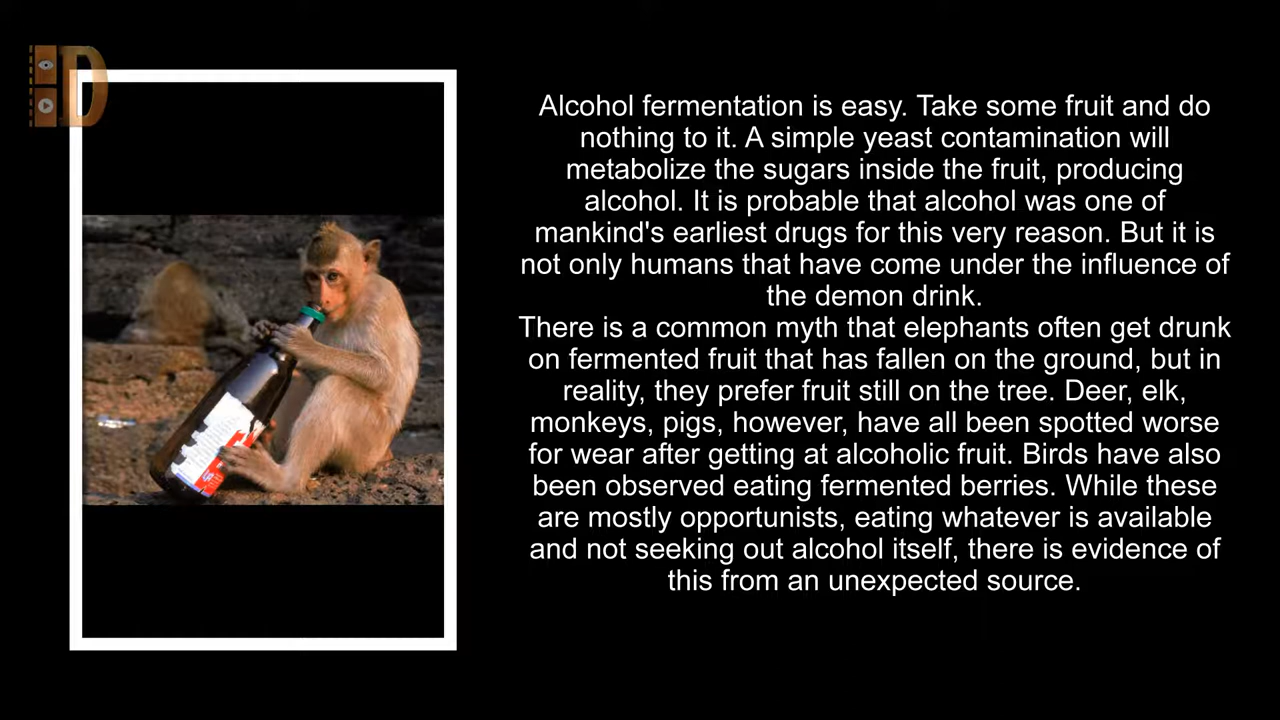 D
Alcohol fermentation is easy. Take some fruit and do
nothing to it. A simple yeast contamination will
metabolize the sugars inside the fruit, producing
alcohol. It is probable that alcohol was one of
mankind's earliest drugs for this very reason. But it is
not only humans that have come under the influence of
the demon drink.
There is a common myth that elephants often get drunk
on fermented fruit that has fallen on the ground, but in
reality, they prefer fruit still on the tree. Deer, elk,
monkeys, pigs, however, have all been spotted worse
for wear after getting at alcoholic fruit. Birds have also
been observed eating fermented berries. While these
are mostly opportunists, eating whatever is available
and not seeking out alcohol itself, there is evidence of
this from an unexpected source.